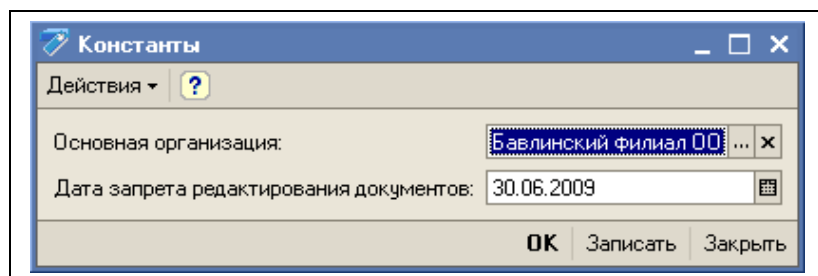 Константы
Действия ?
Основная организация: Бавлинский филиал ОО ...
Дата запрета редактирования документов: 30.06.2009
OK Записать Закрыть